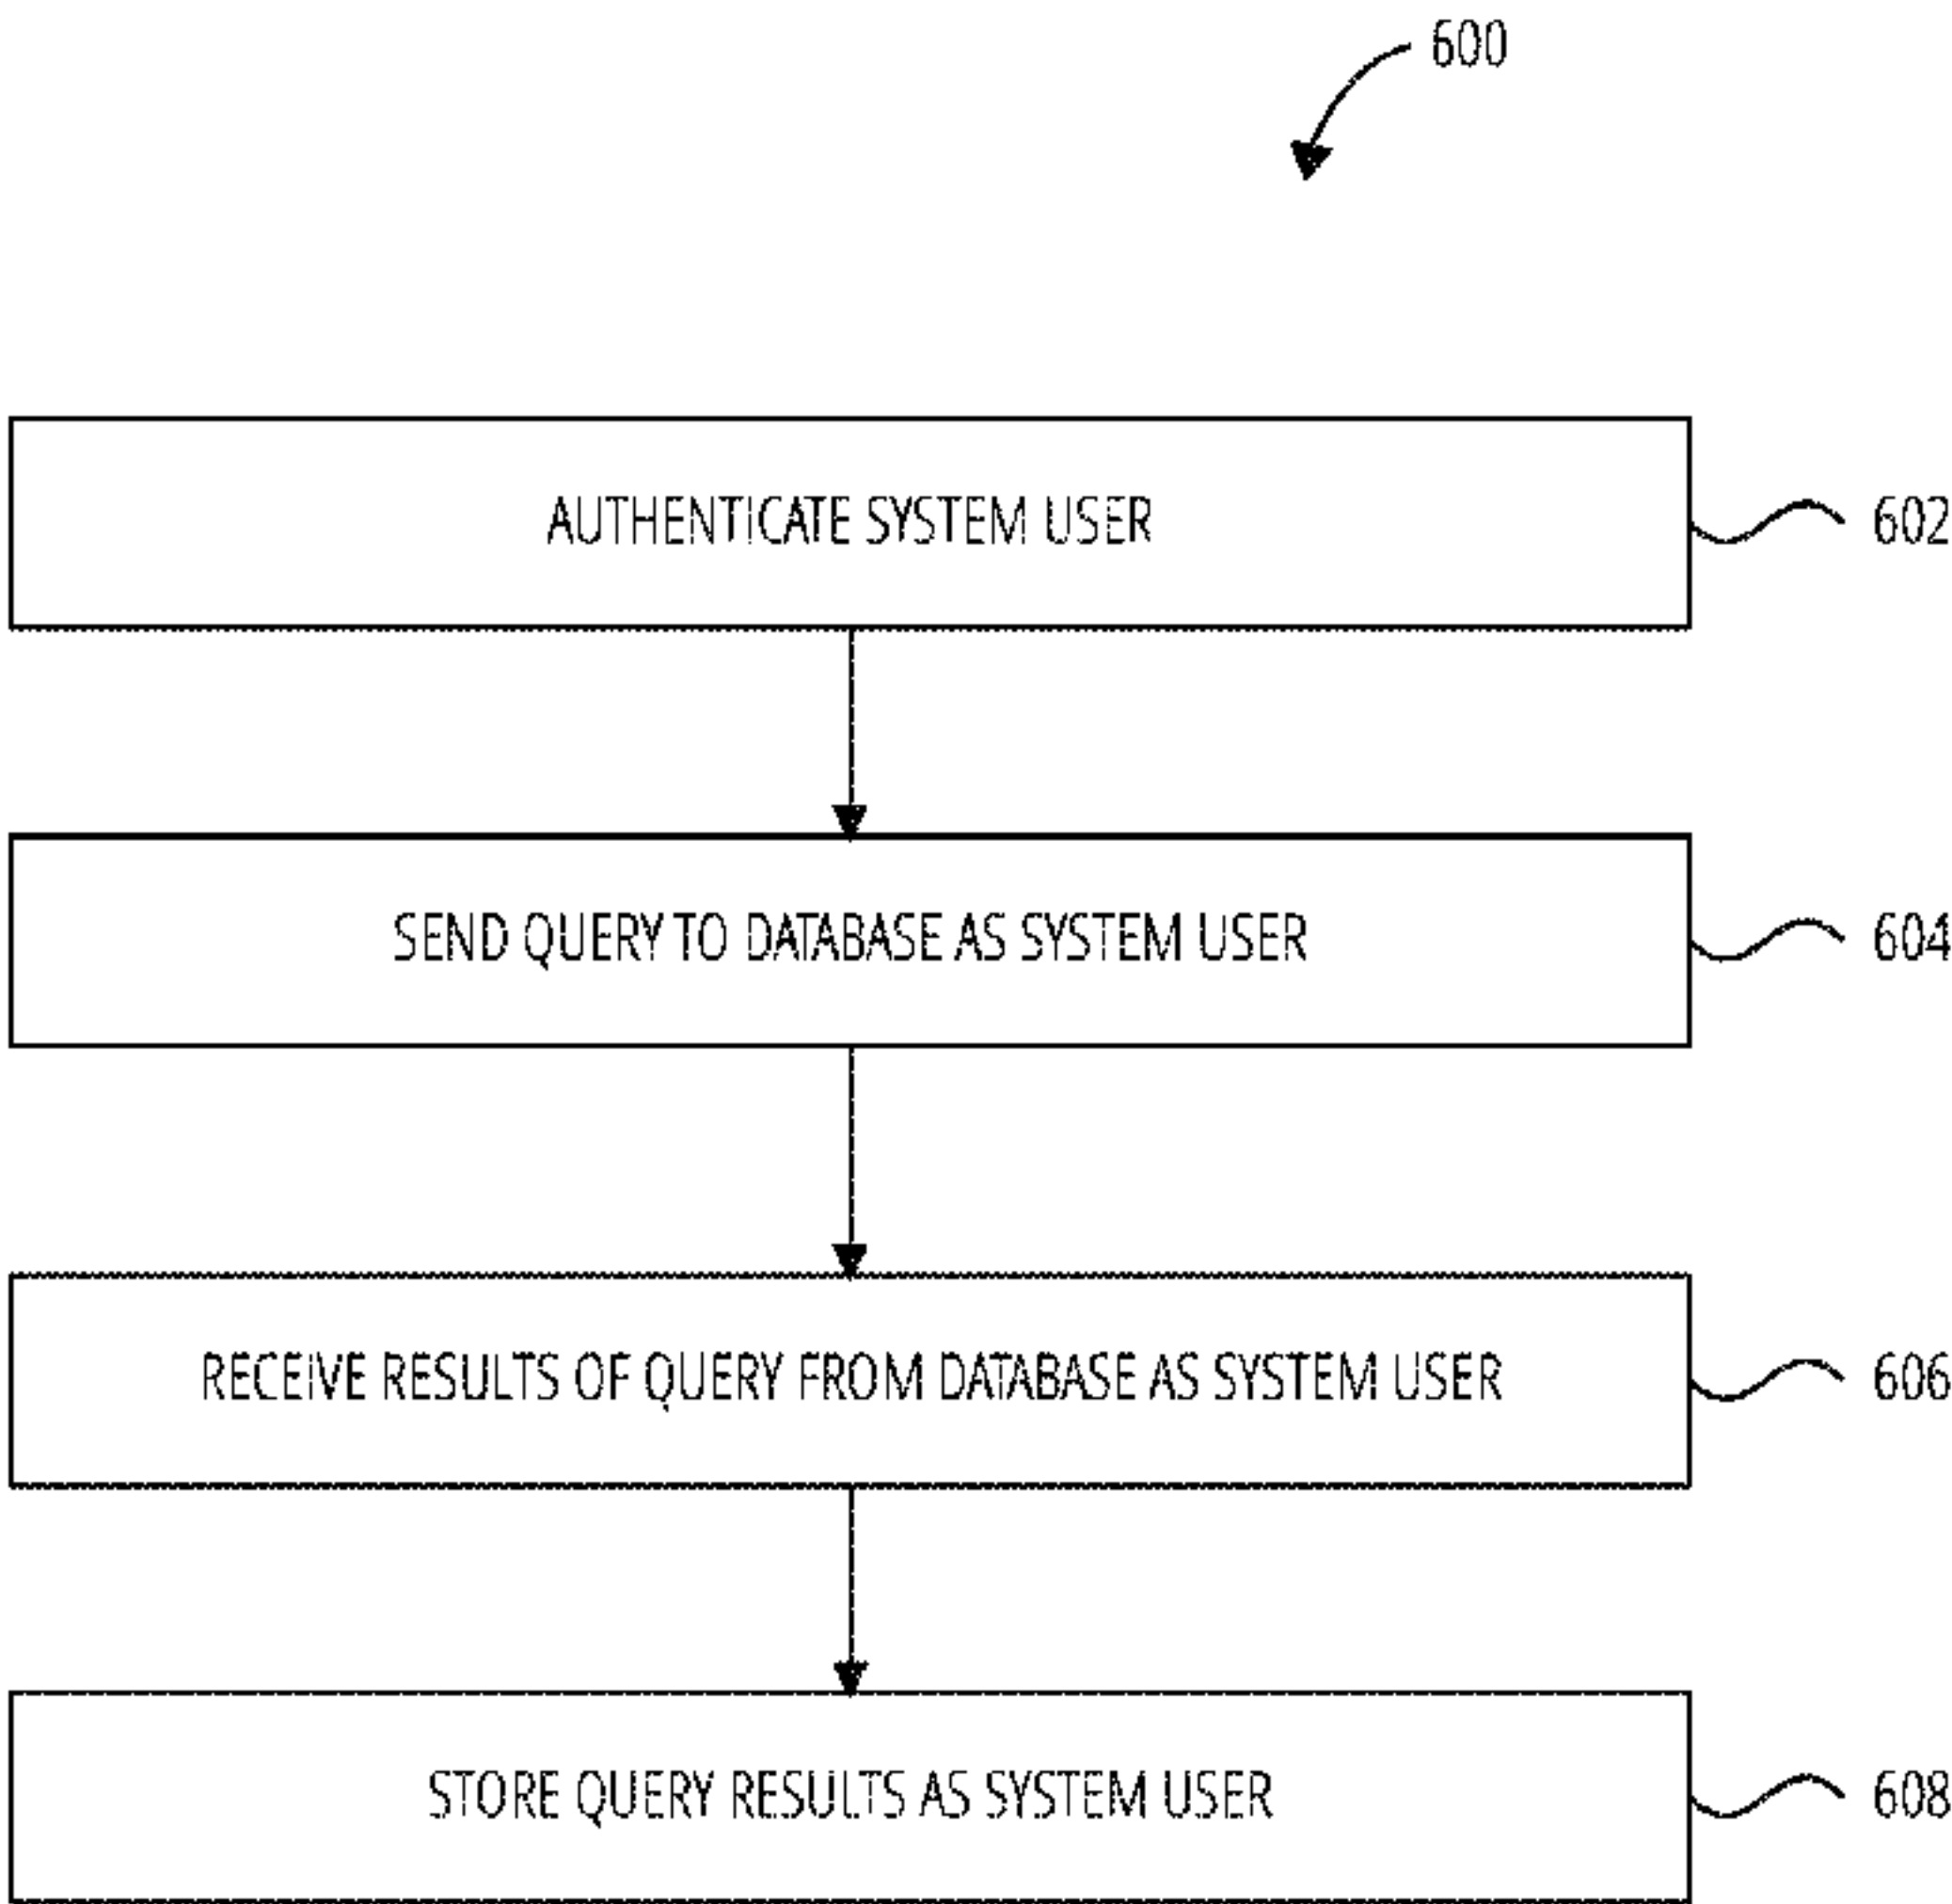 600
AUTHENTICATE SYSTEM USER
602
SEND QUERY TO DATABASE AS SYSTEM USER
604
RECEIVE RESULTS OF QUERY FROM DATABASE AS SYSTEM USER
606
STORE QUERY RESULTS AS SYSTEM USER
608